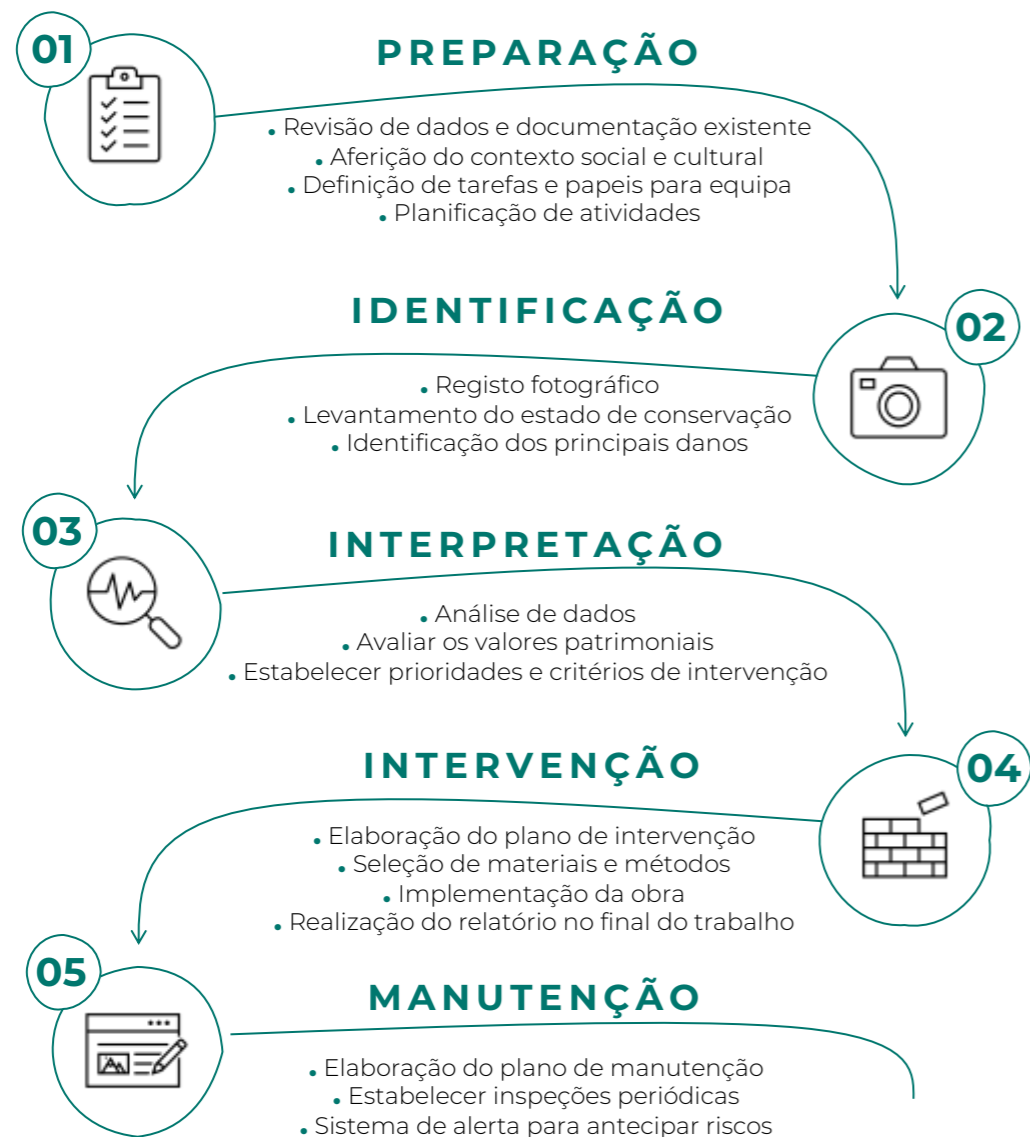 01
PREPARAÇÃO
. Revisão de dados e documentação existente
. Aferição do contexto social e cultural
. Definição de tarefas e papeis para equipa
. Planificação de atividades
IDENTIFICAÇÃO
02
. Registo fotográfico
. Levantamento do estado de conservação
. Identificação dos principais danos
03
INTERPRETAÇÃO
. Análise de dados
. Avaliar os valores patrimoniais
. Estabelecer prioridades e critérios de intervenção
INTERVENÇÃO
04
. Elaboração do plano de intervenção
. Seleção de materiais e métodos
. Implementação da obra
. Realização do relatório no final do trabalho
05
MANUTENÇÃO
. Elaboração do plano de manutenção
. Estabelecer inspeções periódicas
. Sistema de alerta para antecipar riscos